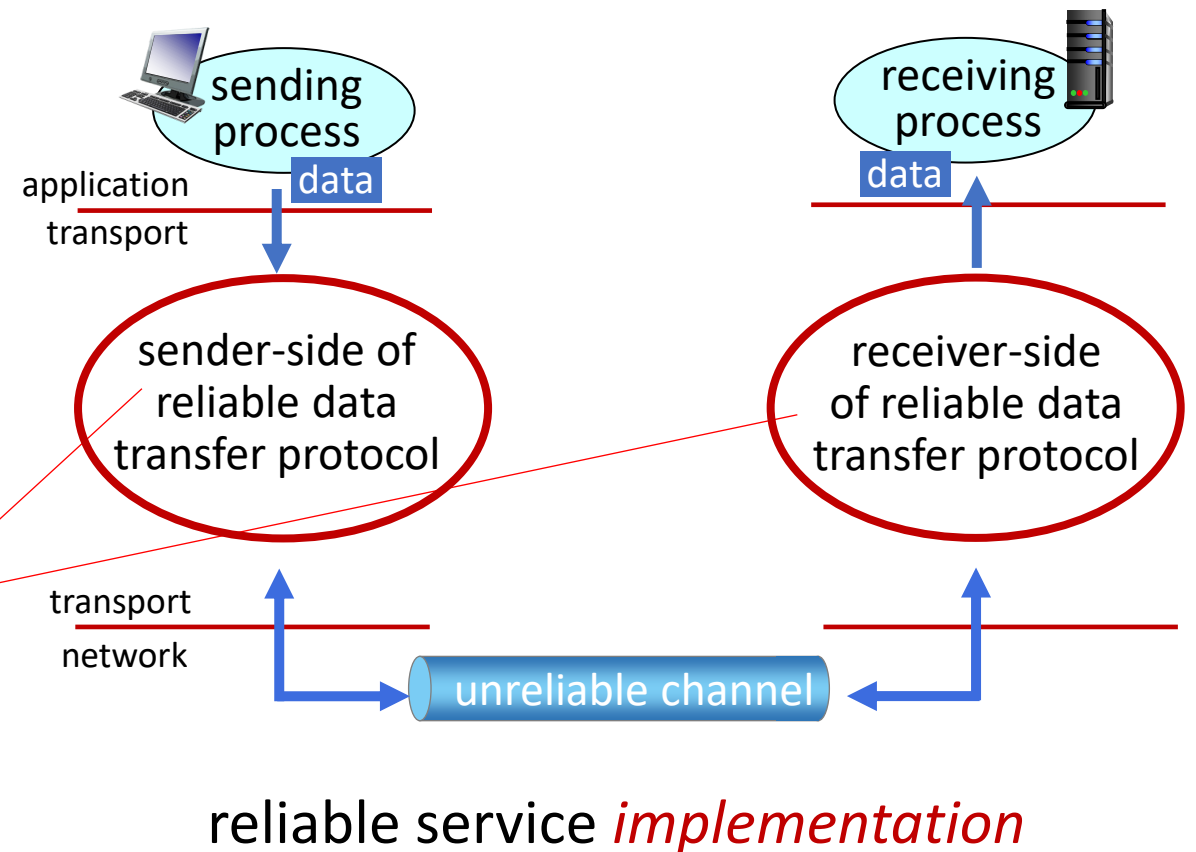 sending
process
data
application
transport
receiving
process
data
sender-side of
reliable data
transfer protocol
receiver-side
of reliable data
transfer protocol
transport
network
unreliable channel
reliable service implementation